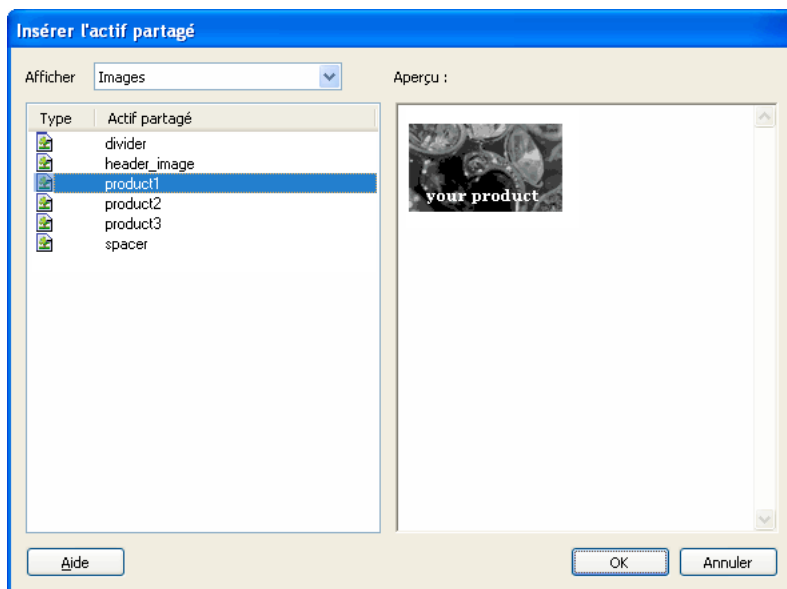 Insérer l'actif partagé
Afficher Images Aperçu :
Type Actif partagé
divider
header_image
product1
product2
product3
spacer
your product
Aide OK Annuler